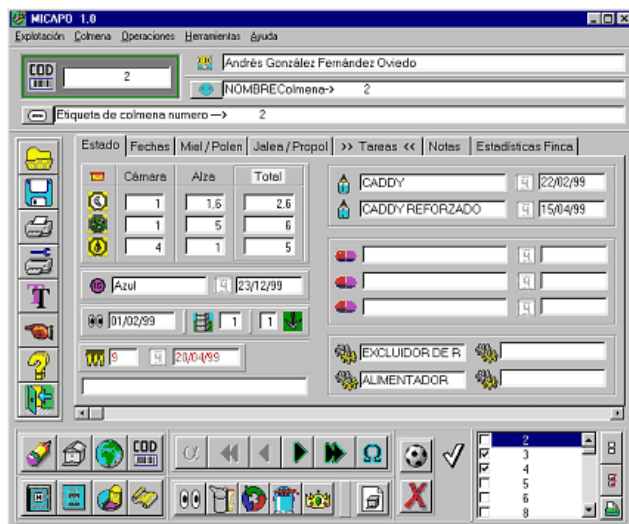 MICAPO 1.0
Explotación Colmena Operaciones Herramientas Ayuda
COD 2
Andrés González Fernández Oviedo
NOMBREColmena-> 2
Etiqueta de colmena numero --> 2
Estado Fechas Miel / Polen Jalea / Propol >> Tareas << Notas Estadísticas Finca
Cámara Alza Total
1 1,6 2.6
1 5 6
4 1 5
CADDY 22/02/99
CADDY REFORZADO 15/04/99
Azul 23/12/99
01/02/99 1 1
9 28/04/99
EXCLUIDOR DE R
ALIMENTADOR
COD
2
3
4
5
6
8